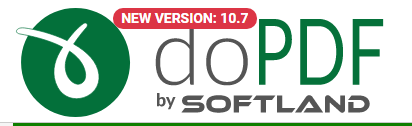 NEW VERSION: 10.7
doPDF
by SOFTLAND